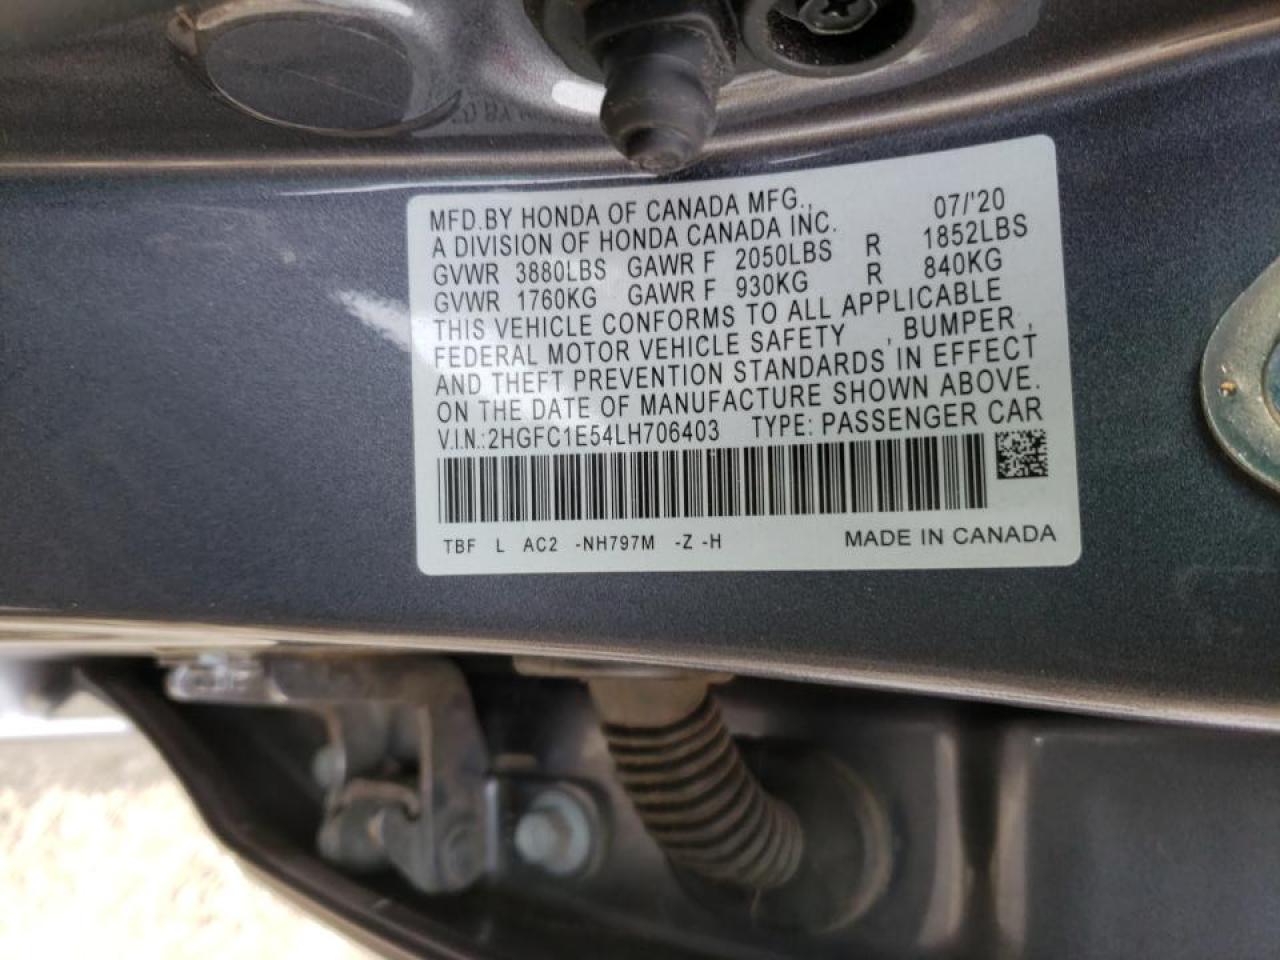 MFD.BY HONDA OF CANADA MFG., 07/'20
A DIVISION OF HONDA CANADA INC.
GVWR 3880LBS GAWR F 2050LBS R 1852LBS
GVWR 1760KG GAWR F 930KG R 840KG
THIS VEHICLE CONFORMS TO ALL APPLICABLE
FEDERAL MOTOR VEHICLE SAFETY , BUMPER ,
AND THEFT PREVENTION STANDARDS IN EFFECT
ON THE DATE OF MANUFACTURE SHOWN ABOVE.
V.I.N.:2HGFC1E54LH706403 TYPE: PASSENGER CAR
TBF L AC2 -NH797M -Z -H MADE IN CANADA